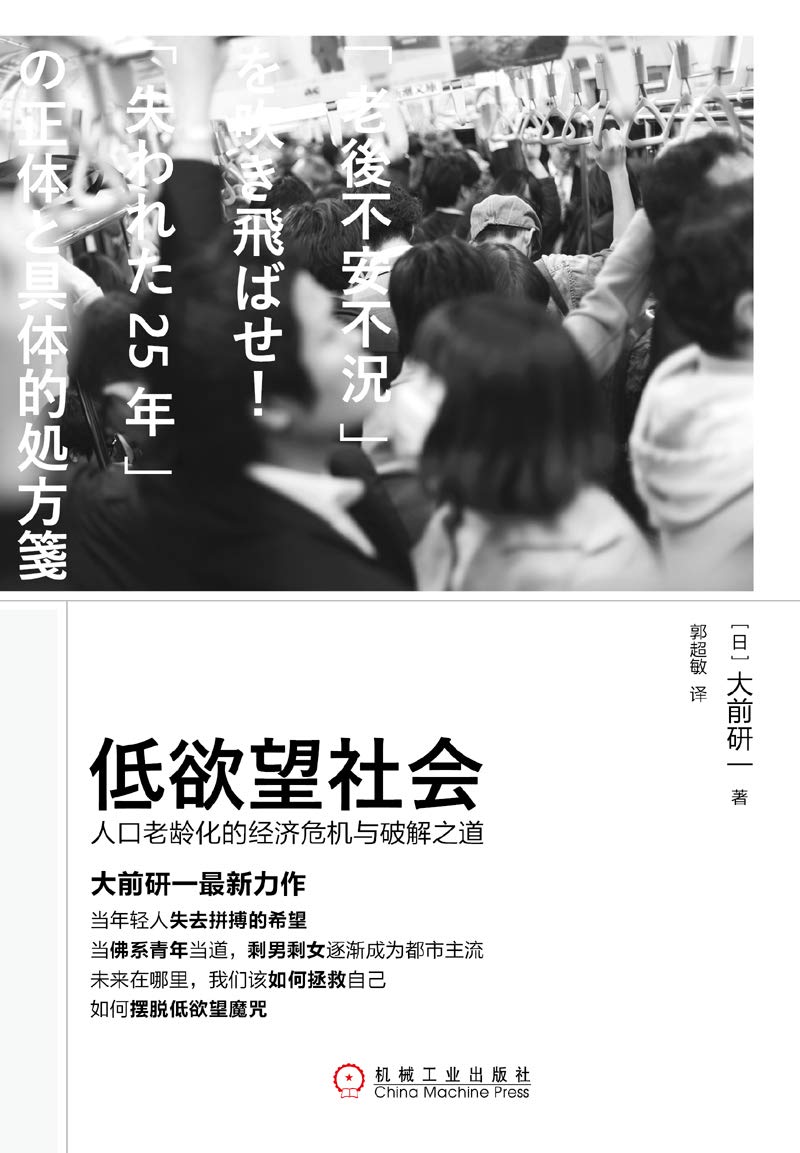 「老後不安不況」
を吹き飛ばせ！
「失われた25年」
の正体と具体的処方箋
［日］大前研一 著
郭超敏 译
低欲望社会
人口老龄化的经济危机与破解之道
大前研一最新力作
当年轻人失去拼搏的希望
当佛系青年当道，剩男剩女逐渐成为都市主流
未来在哪里，我们该如何拯救自己
如何摆脱低欲望魔咒
机械工业出版社
China Machine Press